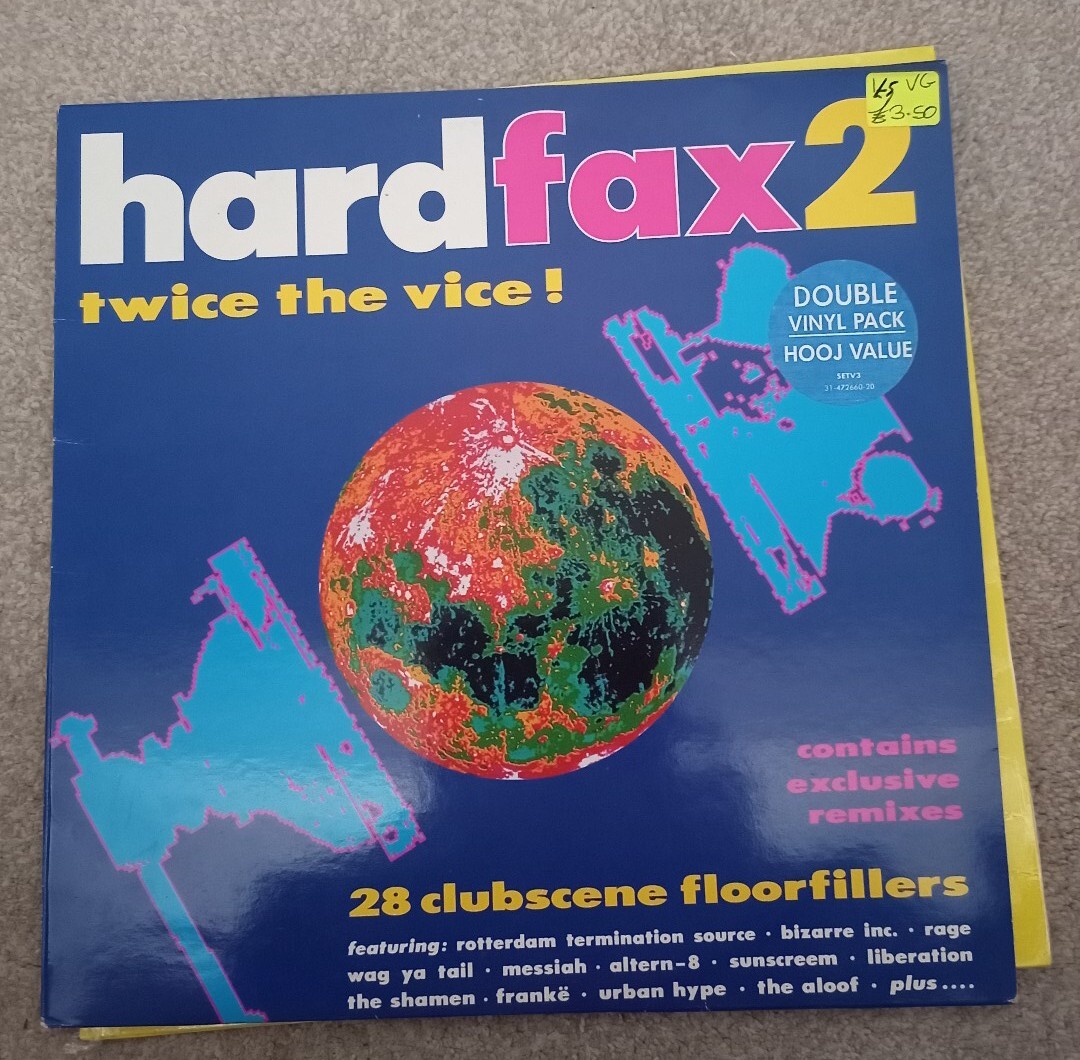 VG
£3.50
hardfax2
twice the vice!
DOUBLE
VINYL PACK
HOOJ VALUE
SETV3
31-472660-20
contains
exclusive
remixes
28 clubscene floorfillers
featuring: rotterdam termination source · bizarre inc. · rage
wag ya tail · messiah · altern-8 · sunscreem · liberation
the shamen · frankë · urban hype · the aloof · plus....